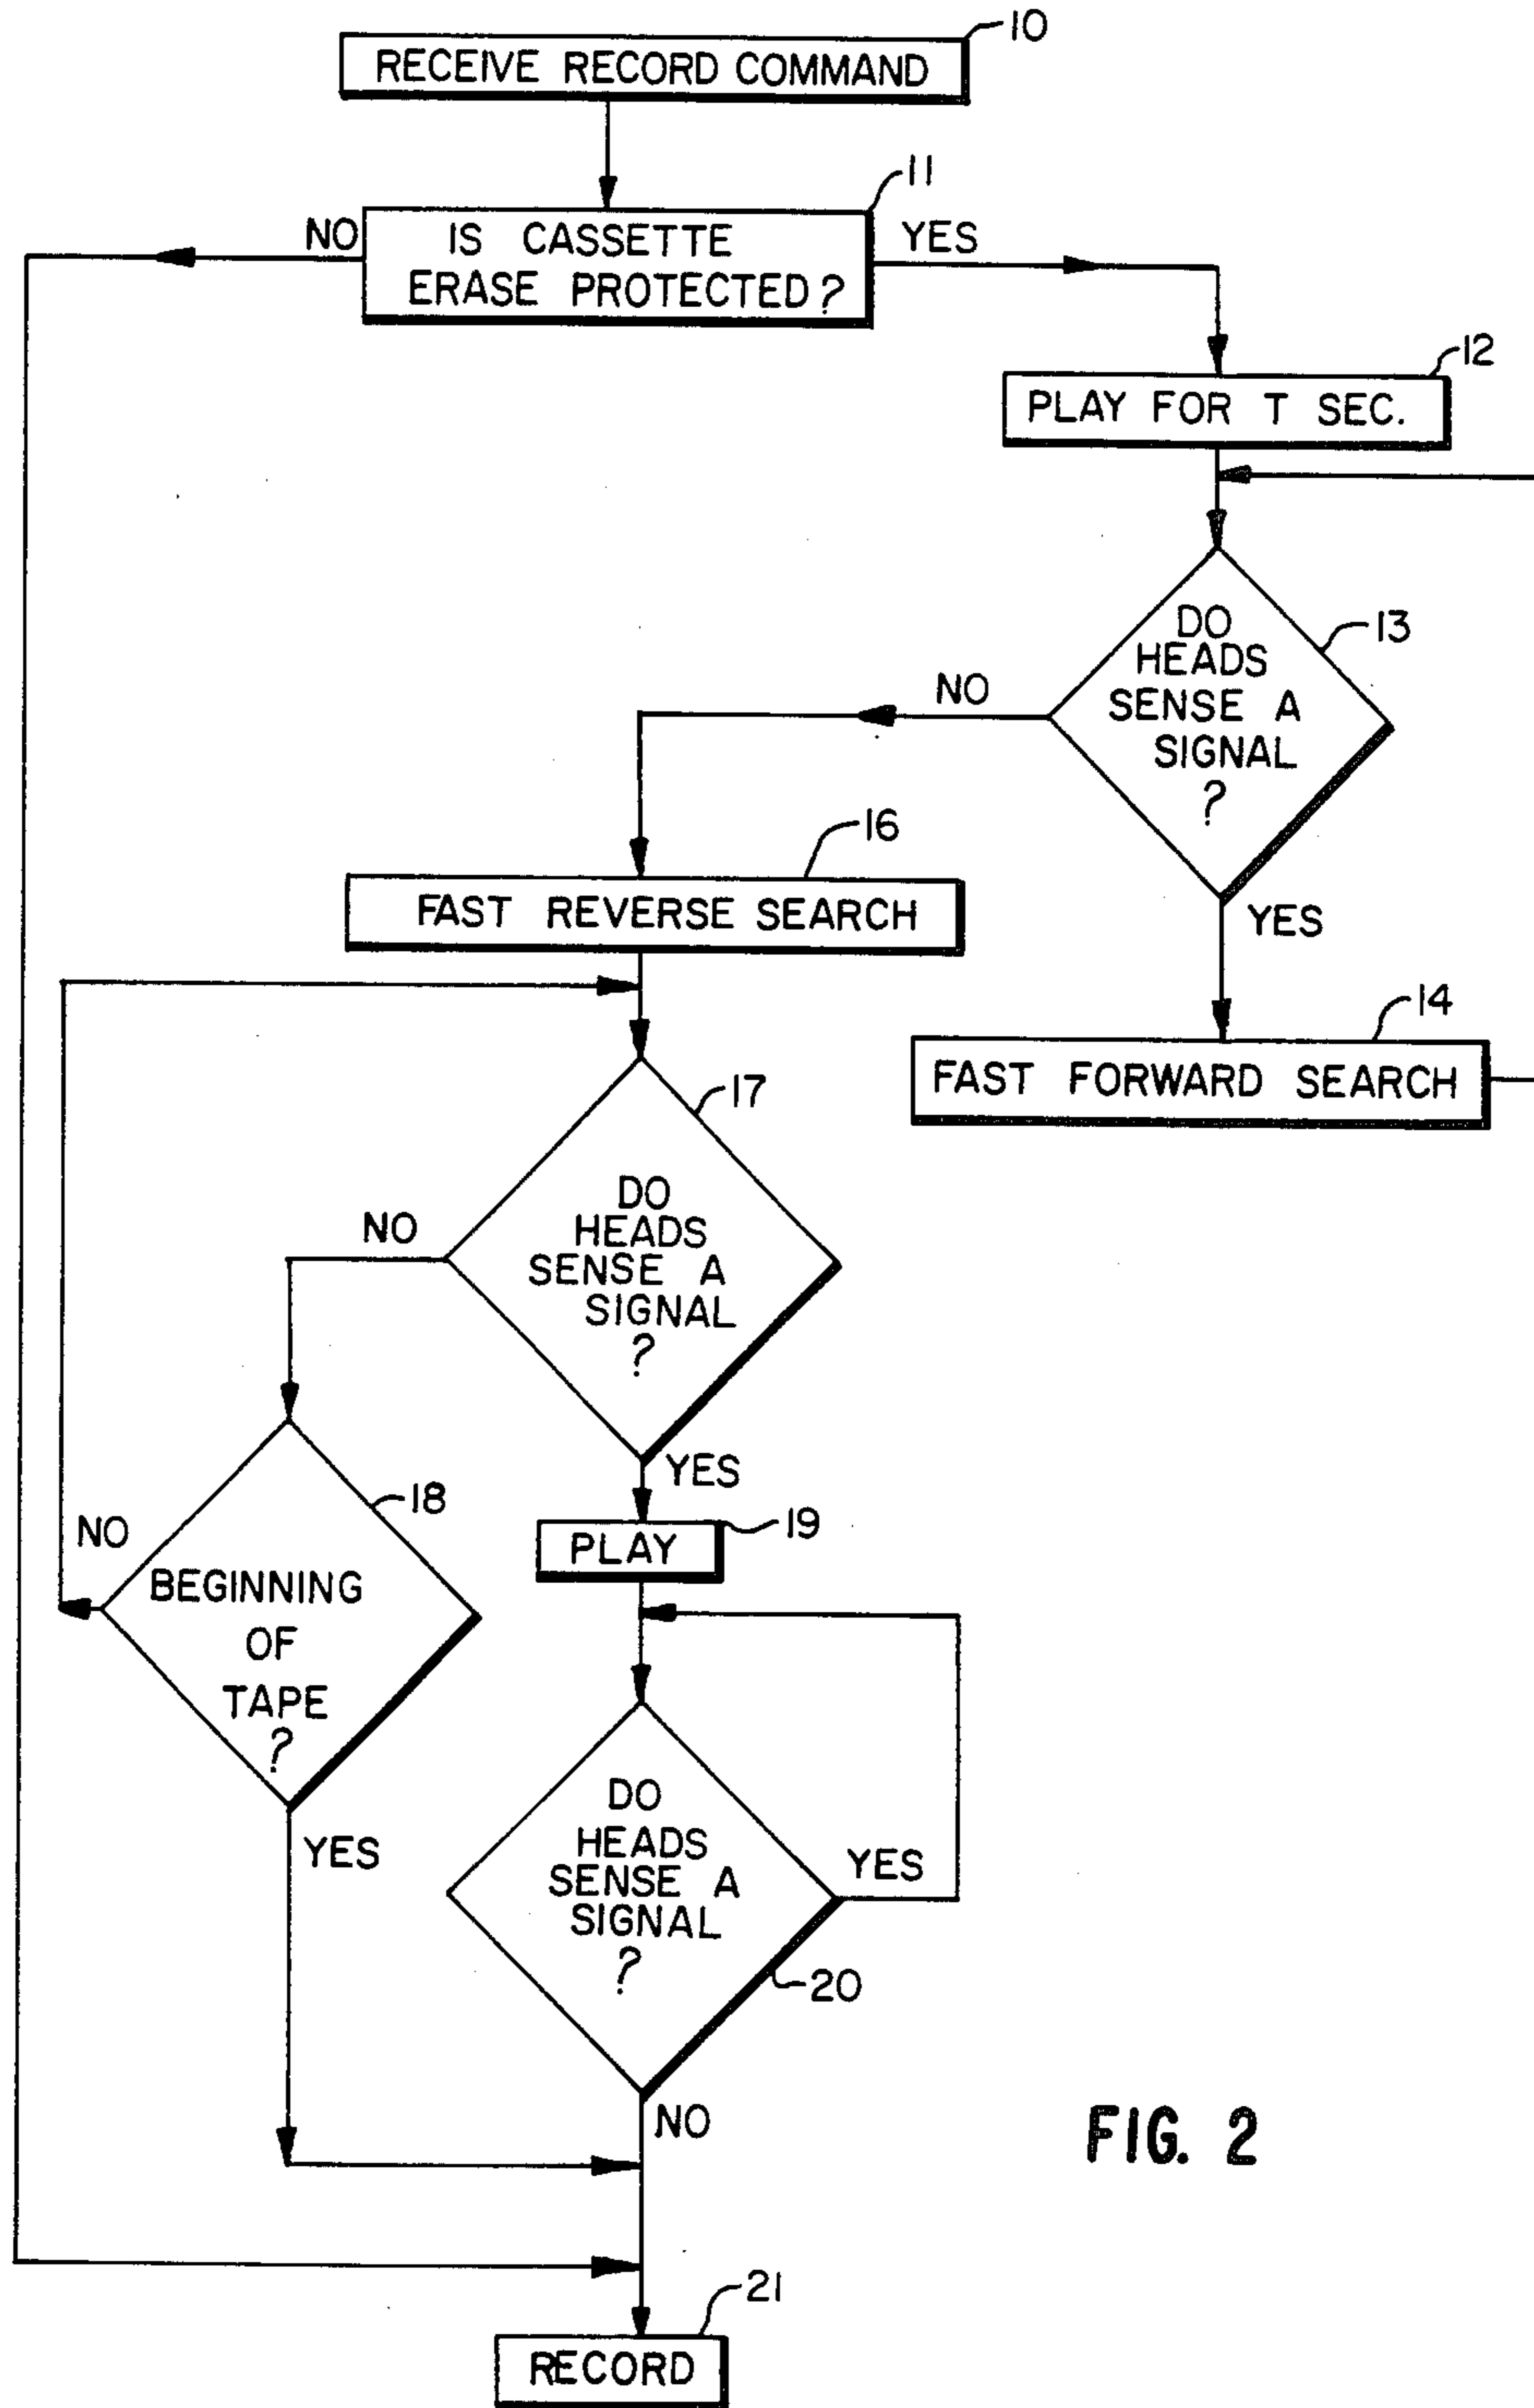 10
RECEIVE RECORD COMMAND
11
NO
IS CASSETTE
YES
ERASE PROTECTED?
12
PLAY FOR T SEC.
13
DO
HEADS
SENSE A
SIGNAL
?
NO
YES
16
FAST REVERSE SEARCH
14
FAST FORWARD SEARCH
17
DO
HEADS
SENSE A
SIGNAL
?
NO
YES
18
BEGINNING
OF
TAPE
?
NO
YES
19
PLAY
DO
HEADS
SENSE A
SIGNAL
?
YES
20
NO
FIG. 2
21
RECORD